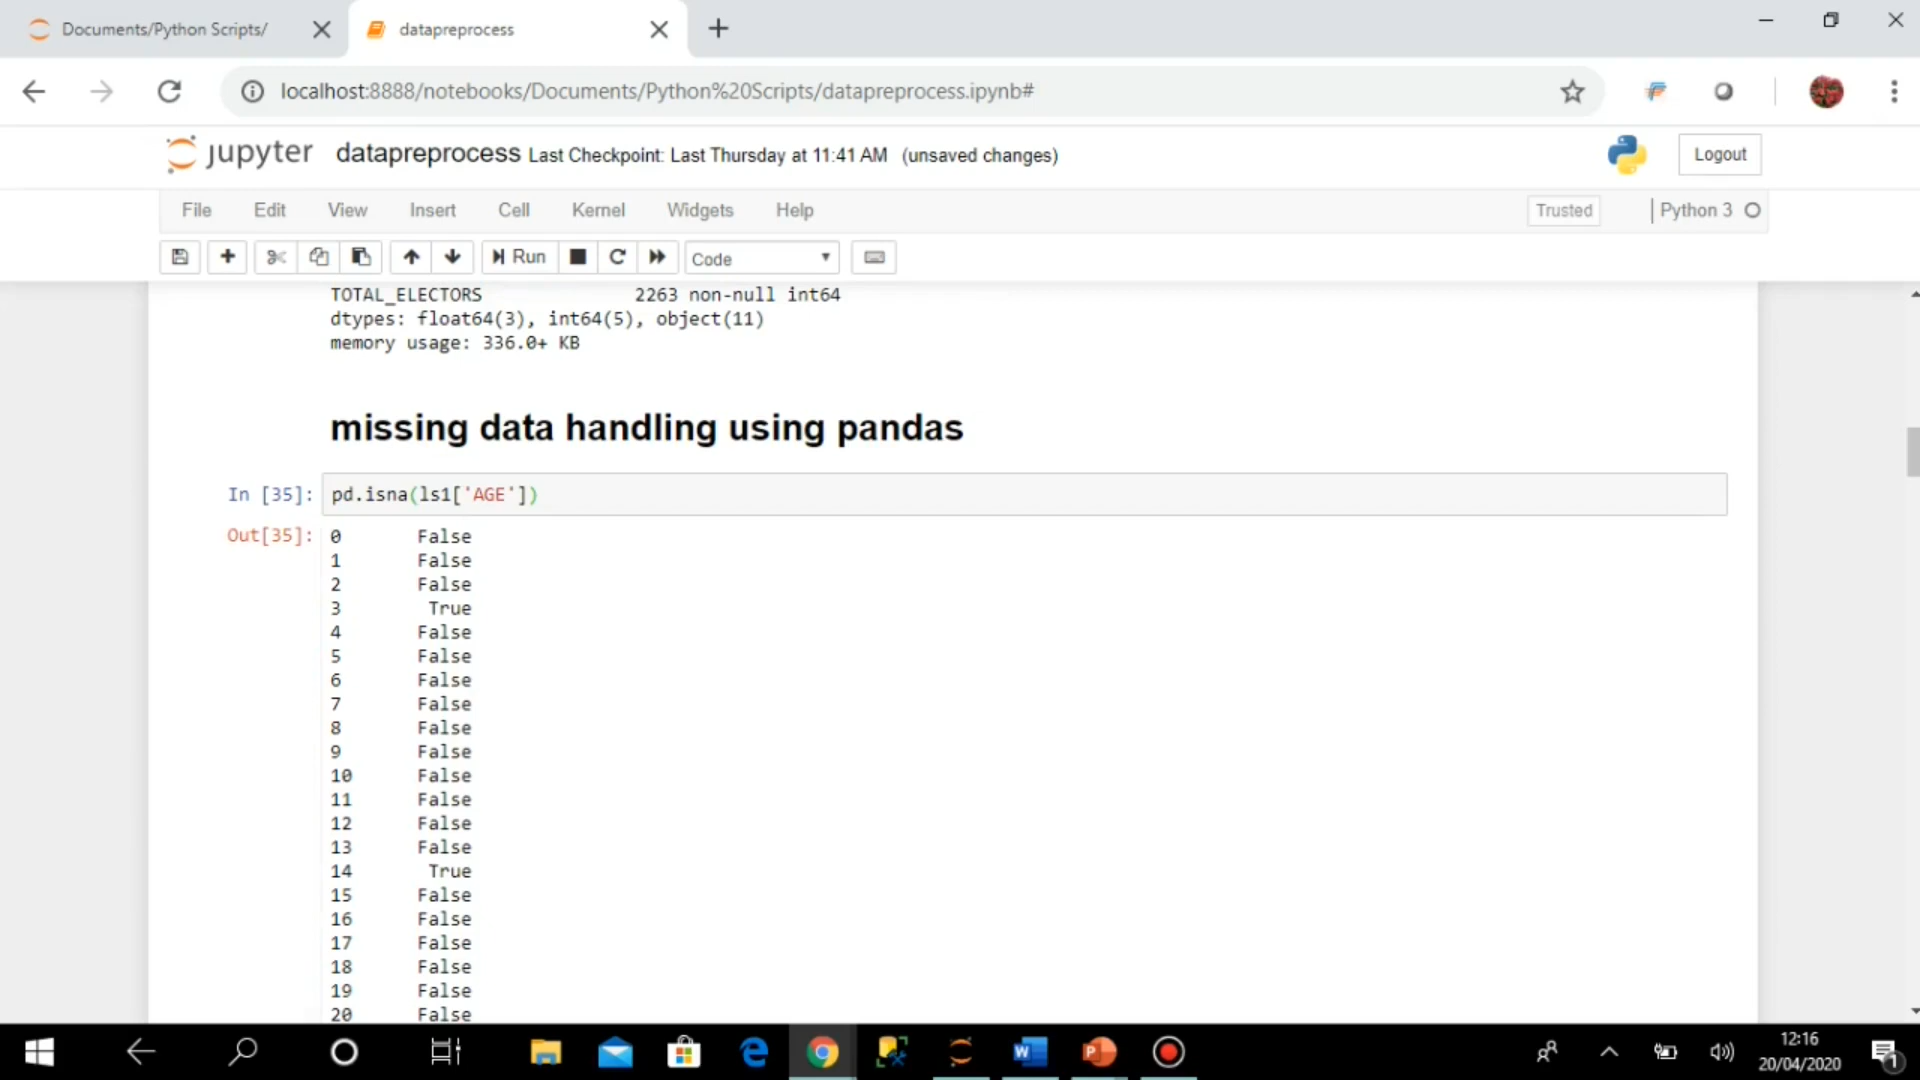 Documents/Python Scripts/
datapreprocess
localhost:8888/notebooks/Documents/Python%20Scripts/datapreprocess.ipynb#
jupyter datapreprocess Last Checkpoint: Last Thursday at 11:41 AM (unsaved changes)
Logout
File Edit View Insert Cell Kernel Widgets Help
Trusted
Python 3
Run
Code
TOTAL_ELECTORS 2263 non-null int64
dtypes: float64(3), int64(5), object(11)
memory usage: 336.0+ KB
missing data handling using pandas
In [35]: pd.isna(ls1['AGE'])
Out[35]: 0 False
1 False
2 False
3 True
4 False
5 False
6 False
7 False
8 False
9 False
10 False
11 False
12 False
13 False
14 True
15 False
16 False
17 False
18 False
19 False
20 False
12:16
20/04/2020
1